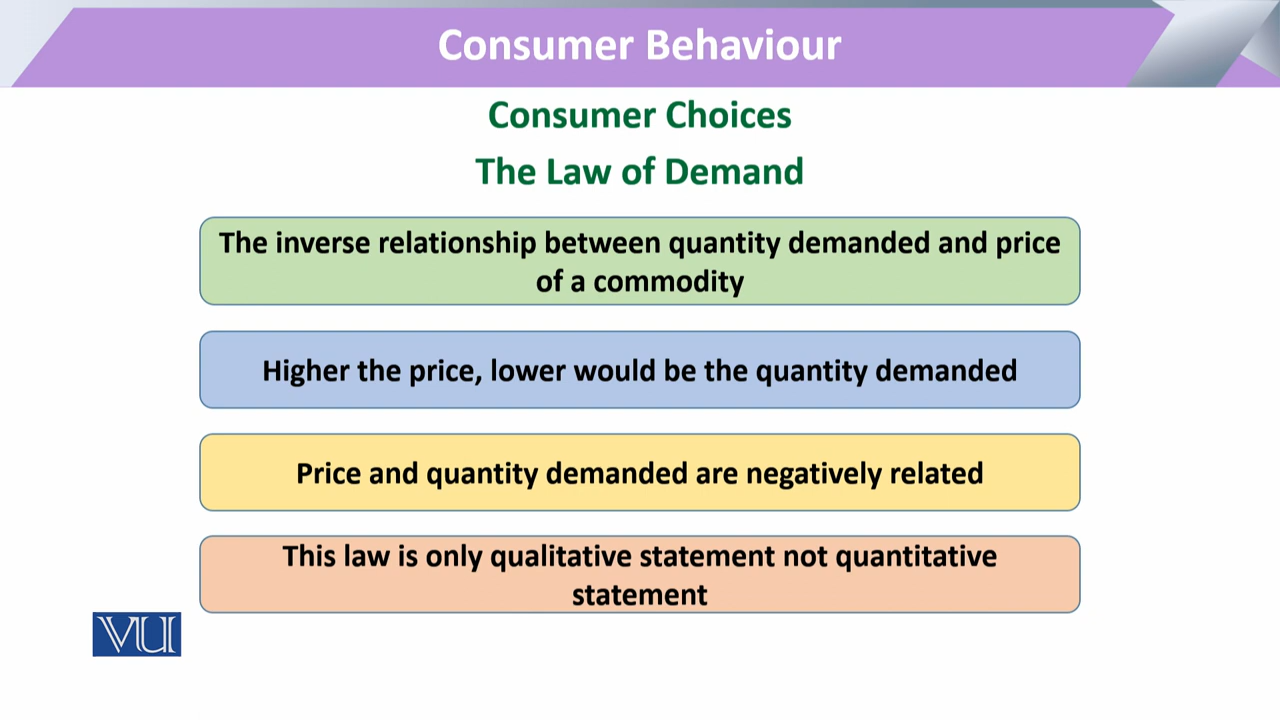 Consumer Behaviour
Consumer Choices
The Law of Demand
The inverse relationship between quantity demanded and price
of a commodity
Higher the price, lower would be the quantity demanded
Price and quantity demanded are negatively related
This law is only qualitative statement not quantitative
statement
VU